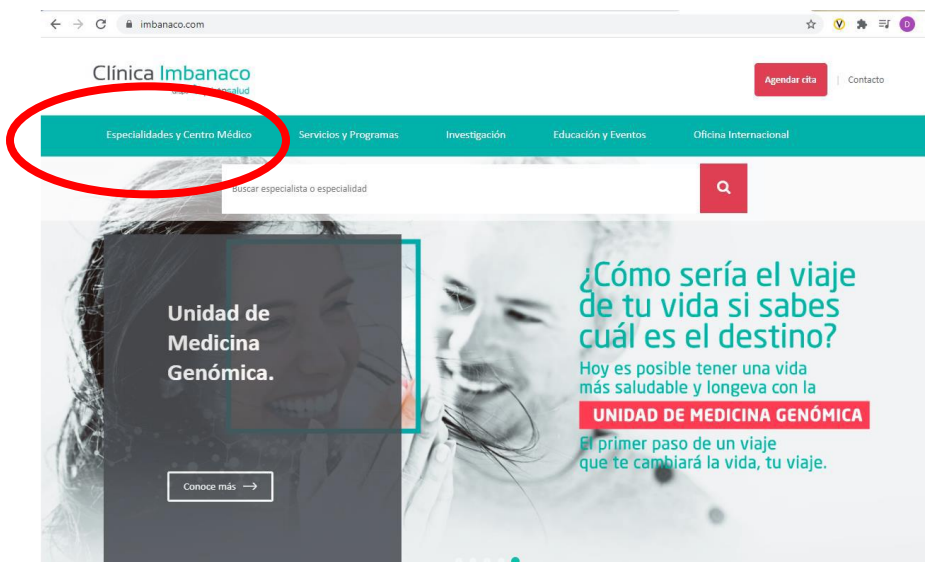 imbanaco.com
D
Clínica Imbanaco
Agendar cita
Contacto
Especialidades y Centro Médico
Servicios y Programas
Investigación
Educación y Eventos
Oficina Internacional
Buscar especialista o especialidad
Unidad de
Medicina
Genómica.
Conoce más
¿Cómo sería el viaje
de tu vida si sabes
cuál es el destino?
Hoy es posible tener una vida
más saludable y longeva con la
UNIDAD DE MEDICINA GENÓMICA
El primer paso de un viaje
que te cambiará la vida, tu viaje.